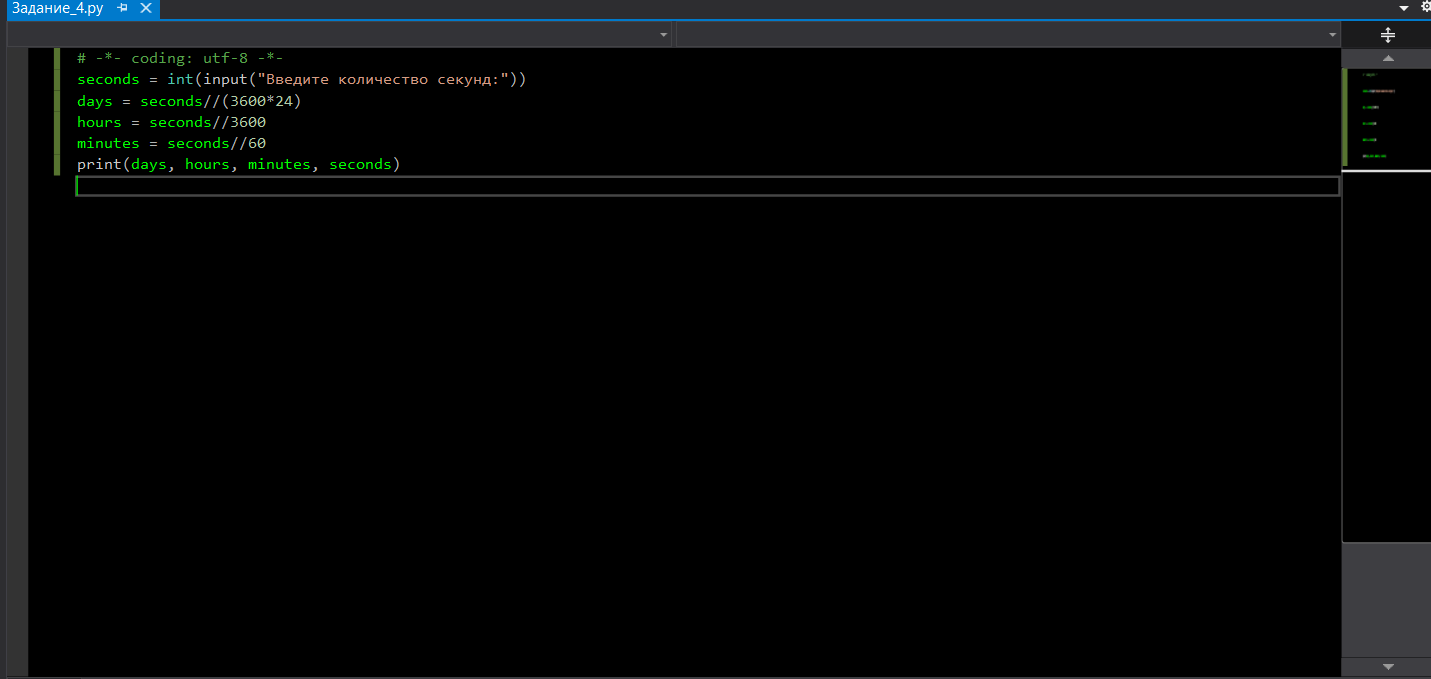 Задание_4.py
# -*- coding: utf-8 -*-
seconds = int(input("Введите количество секунд:"))
days = seconds//(3600*24)
hours = seconds//3600
minutes = seconds//60
print(days, hours, minutes, seconds)